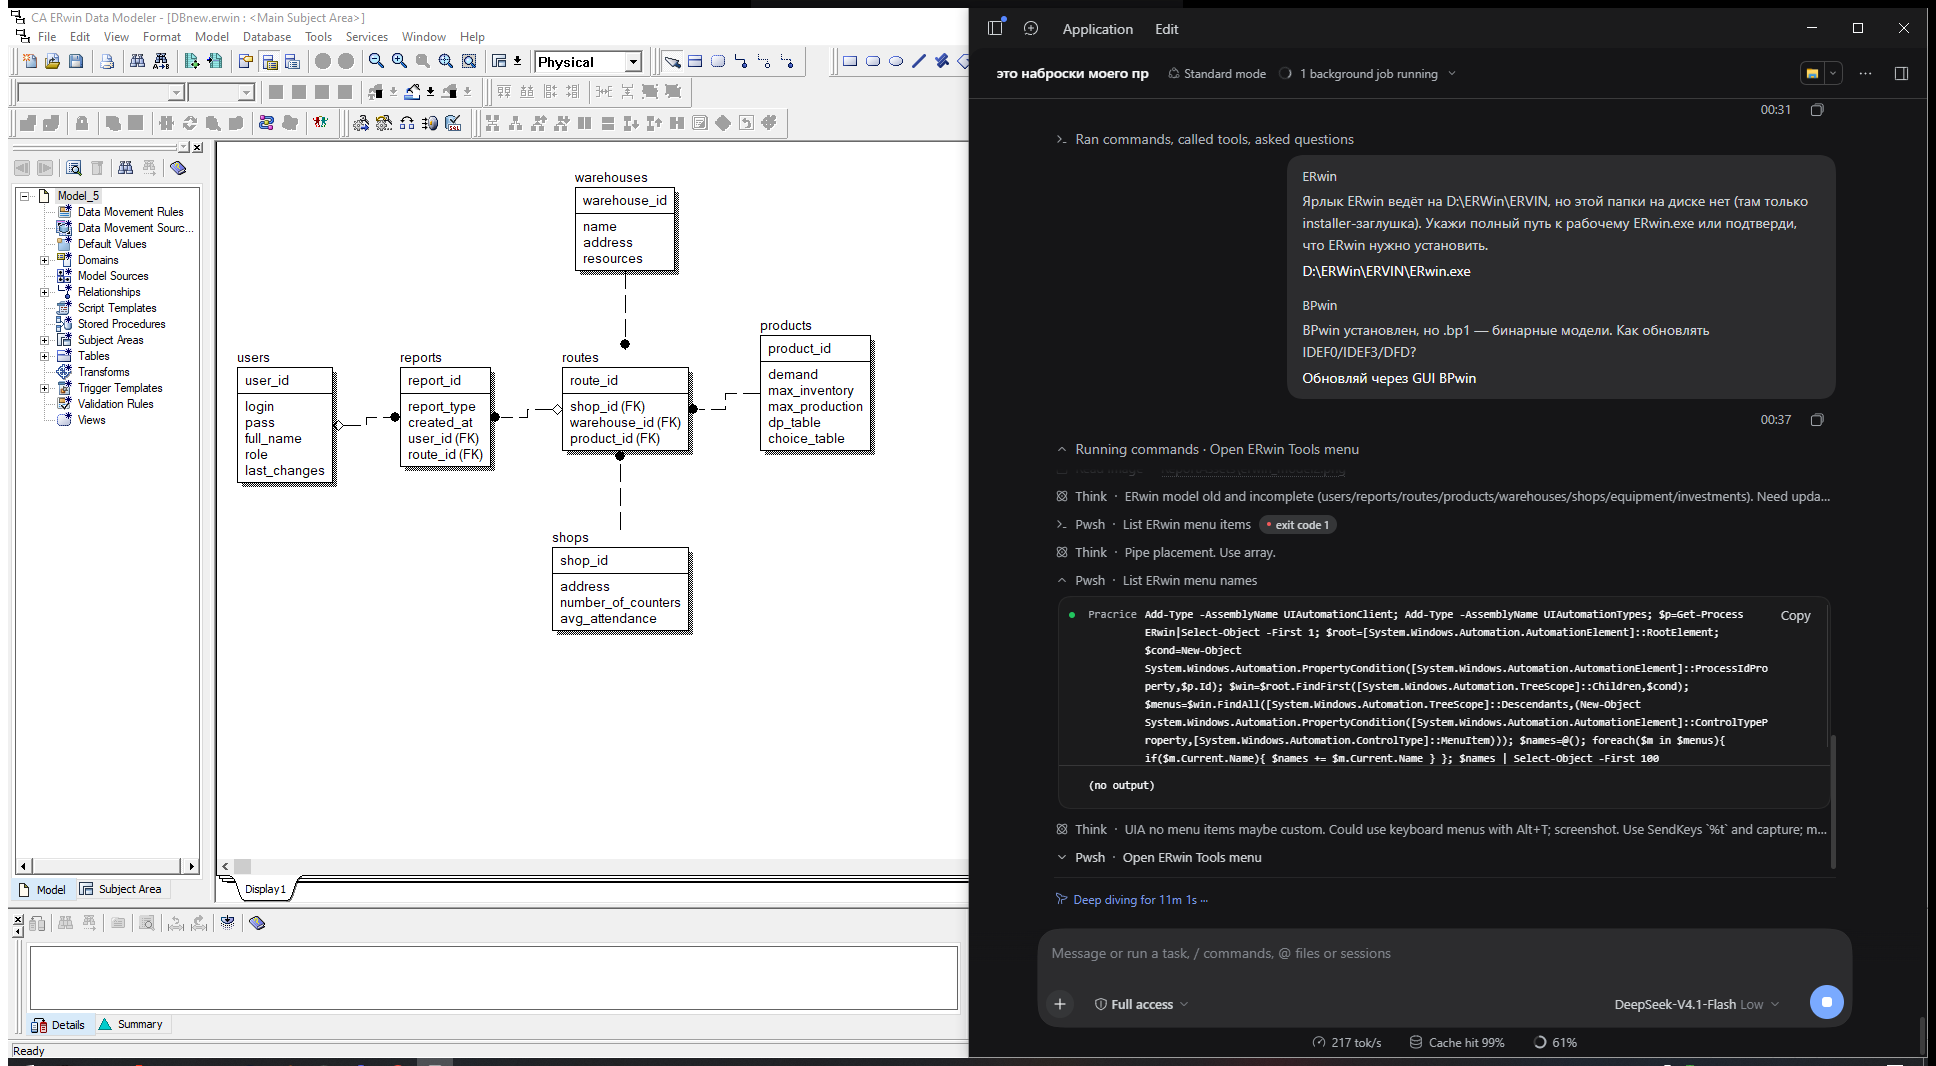 CA ERwin Data Modeler - [DBnew.erwin : <Main Subject Area>]
File Edit View Format Model Database Tools Services Window Help
Physical
Model_5
Data Movement Rules
Data Movement Sourc...
Default Values
Domains
Model Sources
Relationships
Script Templates
Stored Procedures
Subject Areas
Tables
Transforms
Trigger Templates
Validation Rules
Views
Model
Subject Area
warehouses
warehouse_id
name
address
resources
products
product_id
demand
max_inventory
max_production
dp_table
choice_table
users
user_id
login
pass
full_name
role
last_changes
reports
report_id
report_type
created_at
user_id (FK)
route_id (FK)
routes
route_id
shop_id (FK)
warehouse_id (FK)
product_id (FK)
shops
shop_id
address
number_of_counters
avg_attendance
Display1
Details
Summary
Ready
Application Edit
это наброски моего пр
Standard mode
1 background job running
00:31
Ran commands, called tools, asked questions
ERwin
Ярлык ERwin ведёт на D:\ERWin\ERVIN, но этой папки на диске нет (там только
installer-заглушка). Укажи полный путь к рабочему ERwin.exe или подтверди,
что ERwin нужно установить.
D:\ERWin\ERVIN\ERwin.exe
BPwin
BPwin установлен, но .bp1 — бинарные модели. Как обновлять
IDEF0/IDEF3/DFD?
Обновляй через GUI BPwin
00:37
Running commands · Open ERwin Tools menu
Think · ERwin model old and incomplete (users/reports/routes/products/warehouses/shops/equipment/investments). Need upda...
Pwsh · List ERwin menu items exit code 1
Think · Pipe placement. Use array.
Pwsh · List ERwin menu names
Pracrice Add-Type -AssemblyName UIAutomationClient; Add-Type -AssemblyName UIAutomationTypes; $p=Get-Process
Copy
ERwin|Select-Object -First 1; $root=[System.Windows.Automation.AutomationElement]::RootElement;
$cond=New-Object
System.Windows.Automation.PropertyCondition([System.Windows.Automation.AutomationElement]::ProcessIdPro
perty,$p.Id); $win=$root.FindFirst([System.Windows.Automation.TreeScope]::Children,$cond);
$menus=$win.FindAll([System.Windows.Automation.TreeScope]::Descendants,(New-Object
System.Windows.Automation.PropertyCondition([System.Windows.Automation.AutomationElement]::ControlTypeP
roperty,[System.Windows.Automation.ControlType]::MenuItem))); $names=@(); foreach($m in $menus){
if($m.Current.Name){ $names += $m.Current.Name } }; $names | Select-Object -First 100
(no output)
Think · UIA no menu items maybe custom. Could use keyboard menus with Alt+T; screenshot. Use SendKeys `%t` and capture; m...
Pwsh · Open ERwin Tools menu
Deep diving for 11m 1s ...
Message or run a task, / commands, @ files or sessions
Full access
DeepSeek-V4.1-Flash Low
217 tok/s
Cache hit 99%
61%